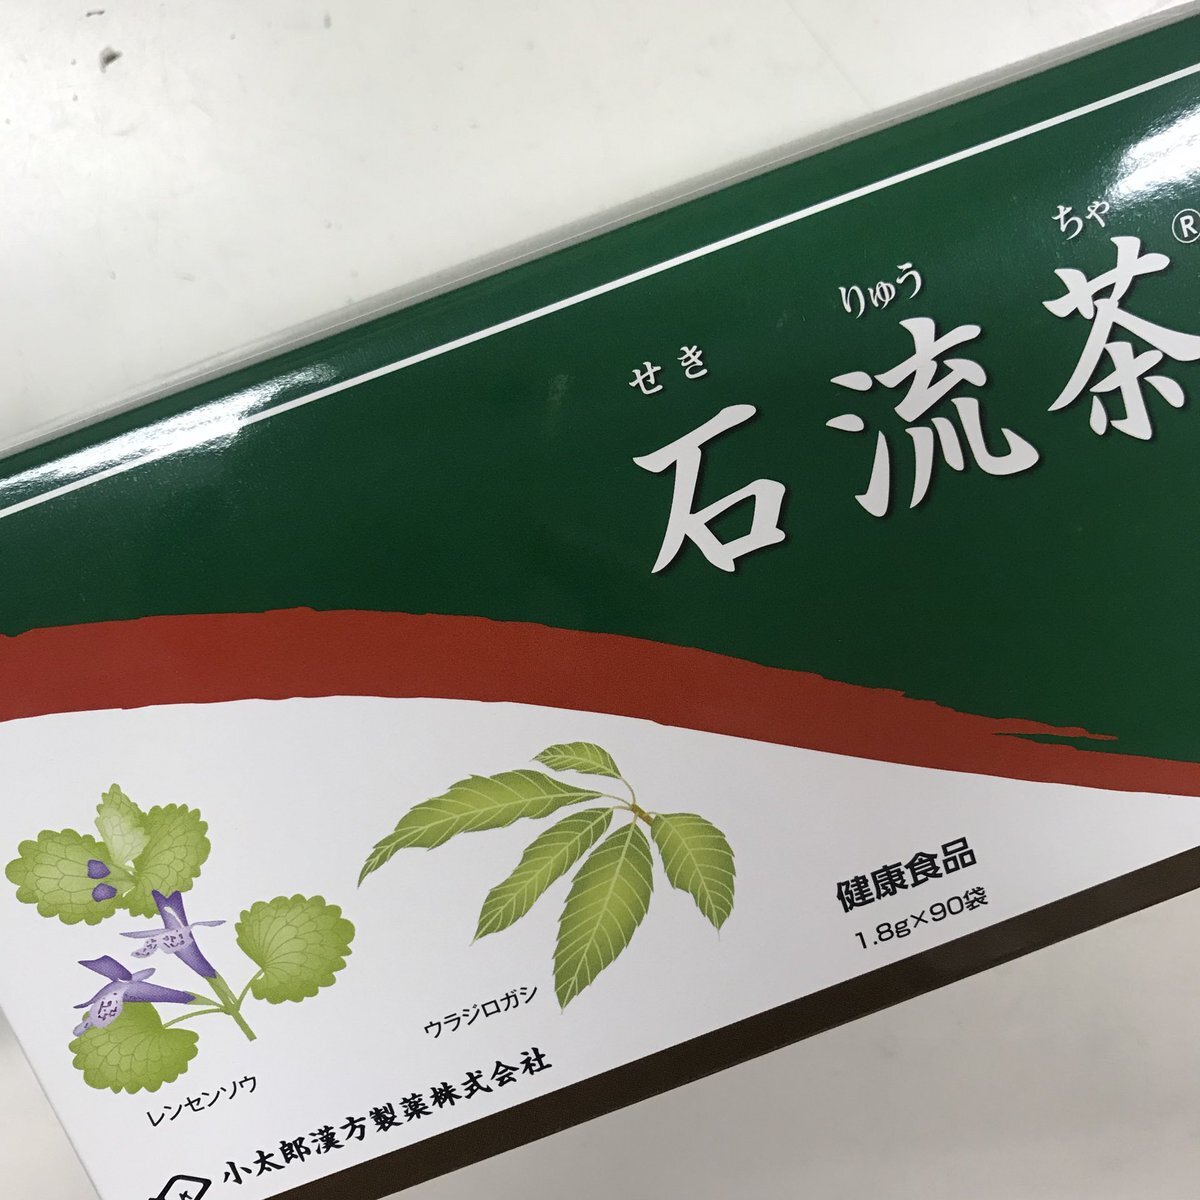 せきりゅうちゃ
石流茶®
健康食品
1.8g×90袋
ウラジロガシ
レンセンソウ
小太郎漢方製薬株式会社